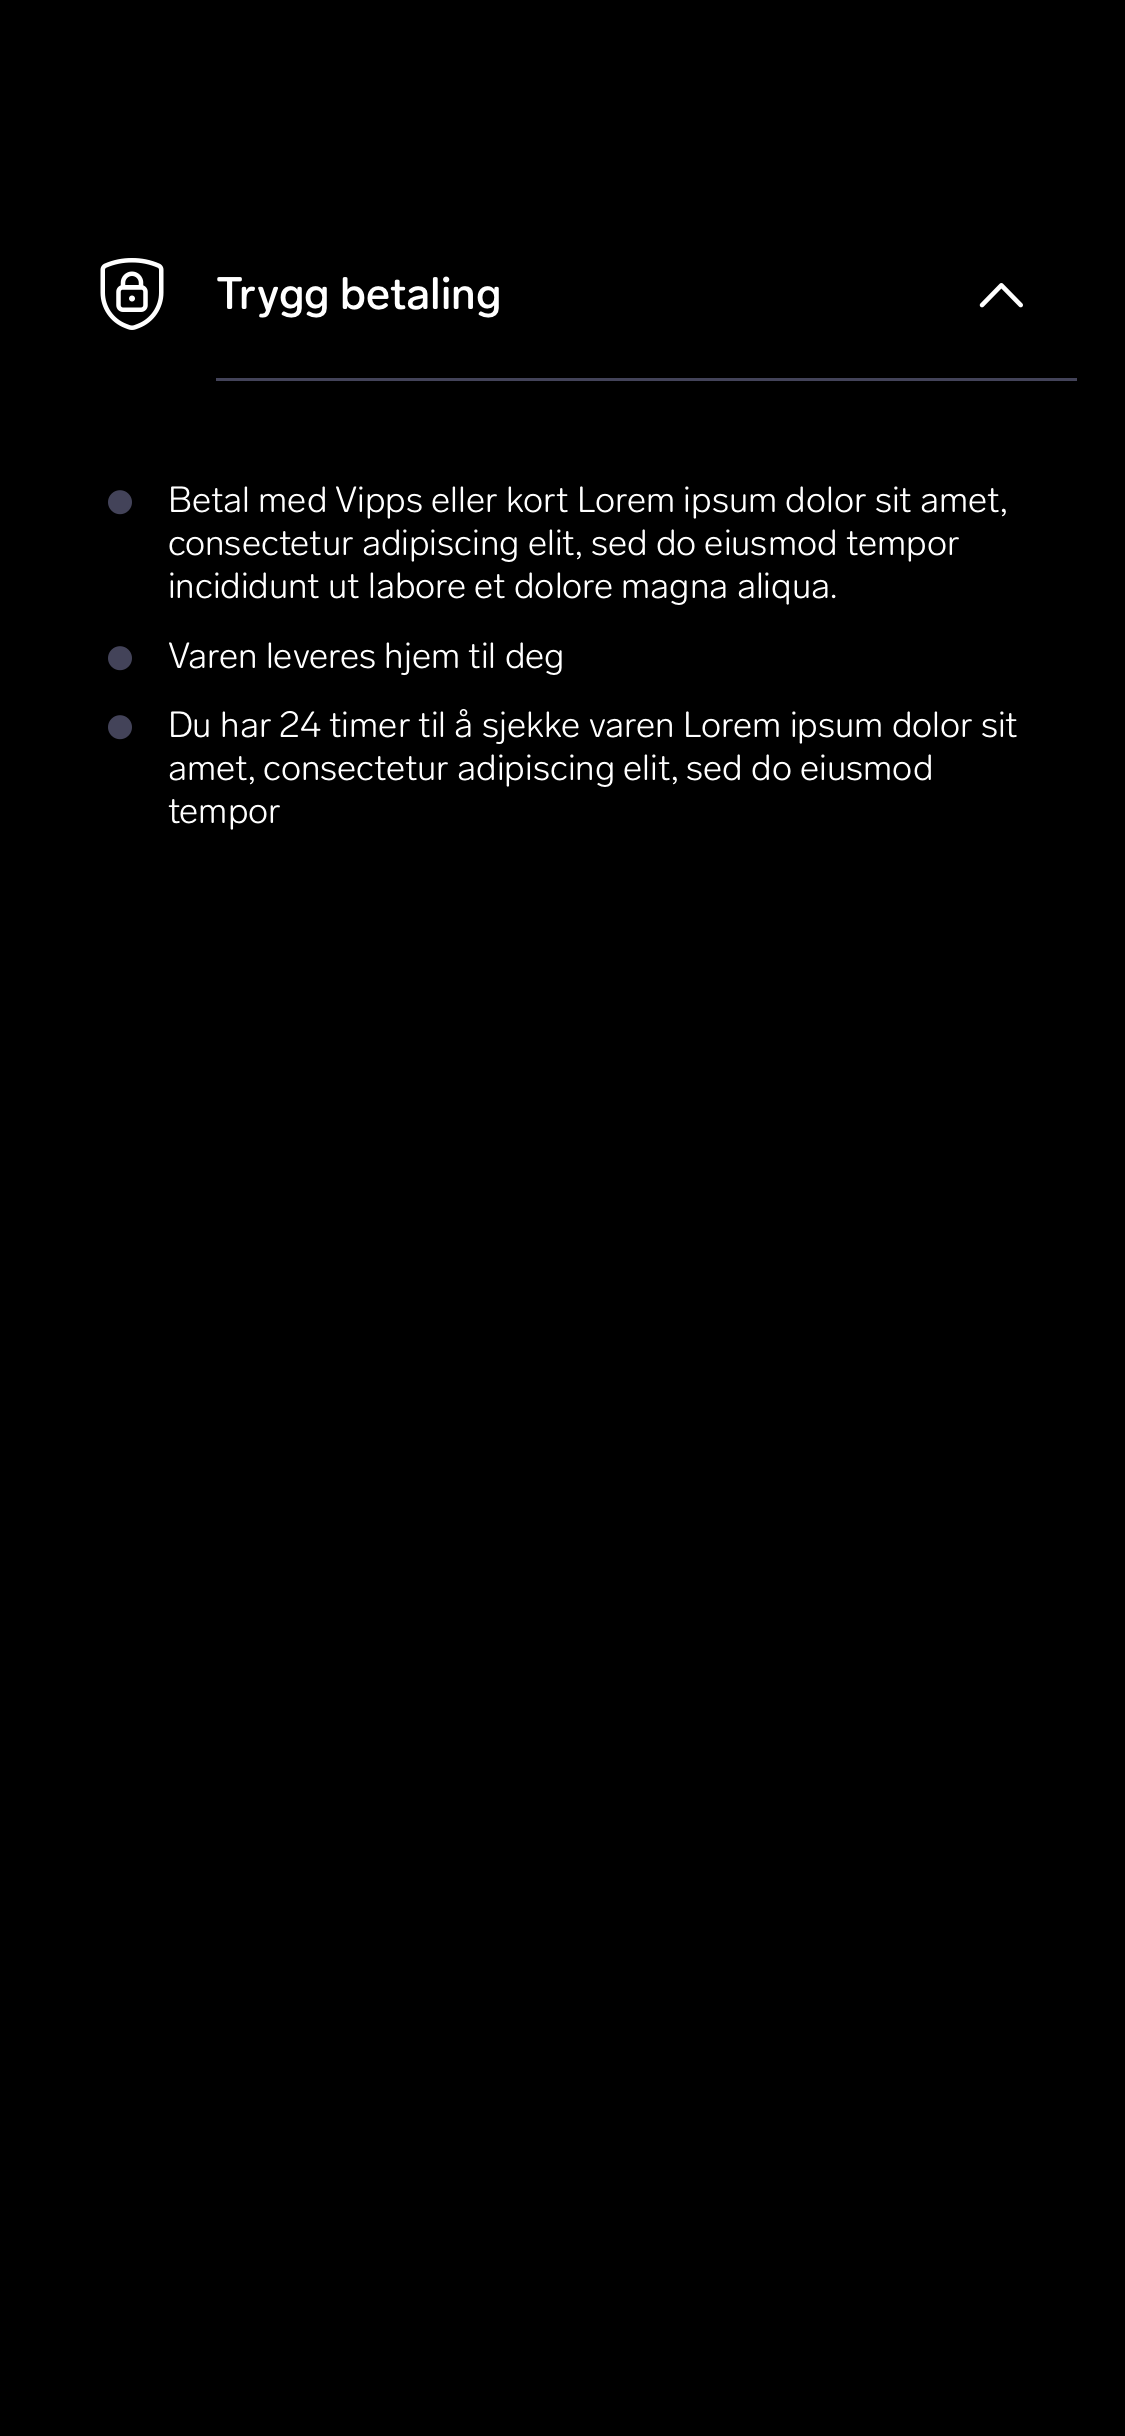 Trygg betaling
Betal med Vipps eller kort Lorem ipsum dolor sit amet,
consectetur adipiscing elit, sed do eiusmod tempor
incididunt ut labore et dolore magna aliqua.
Varen leveres hjem til deg
Du har 24 timer til å sjekke varen Lorem ipsum dolor sit
amet, consectetur adipiscing elit, sed do eiusmod
tempor